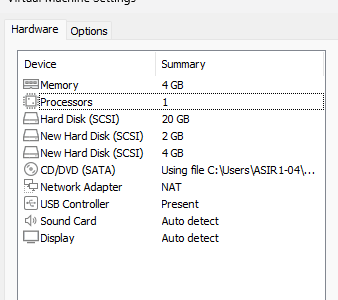 Virtual Machine Settings
Hardware Options
Device Summary
Memory 4 GB
Processors 1
Hard Disk (SCSI) 20 GB
New Hard Disk (SCSI) 2 GB
New Hard Disk (SCSI) 4 GB
CD/DVD (SATA) Using file C:\Users\ASIR1-04\...
Network Adapter NAT
USB Controller Present
Sound Card Auto detect
Display Auto detect